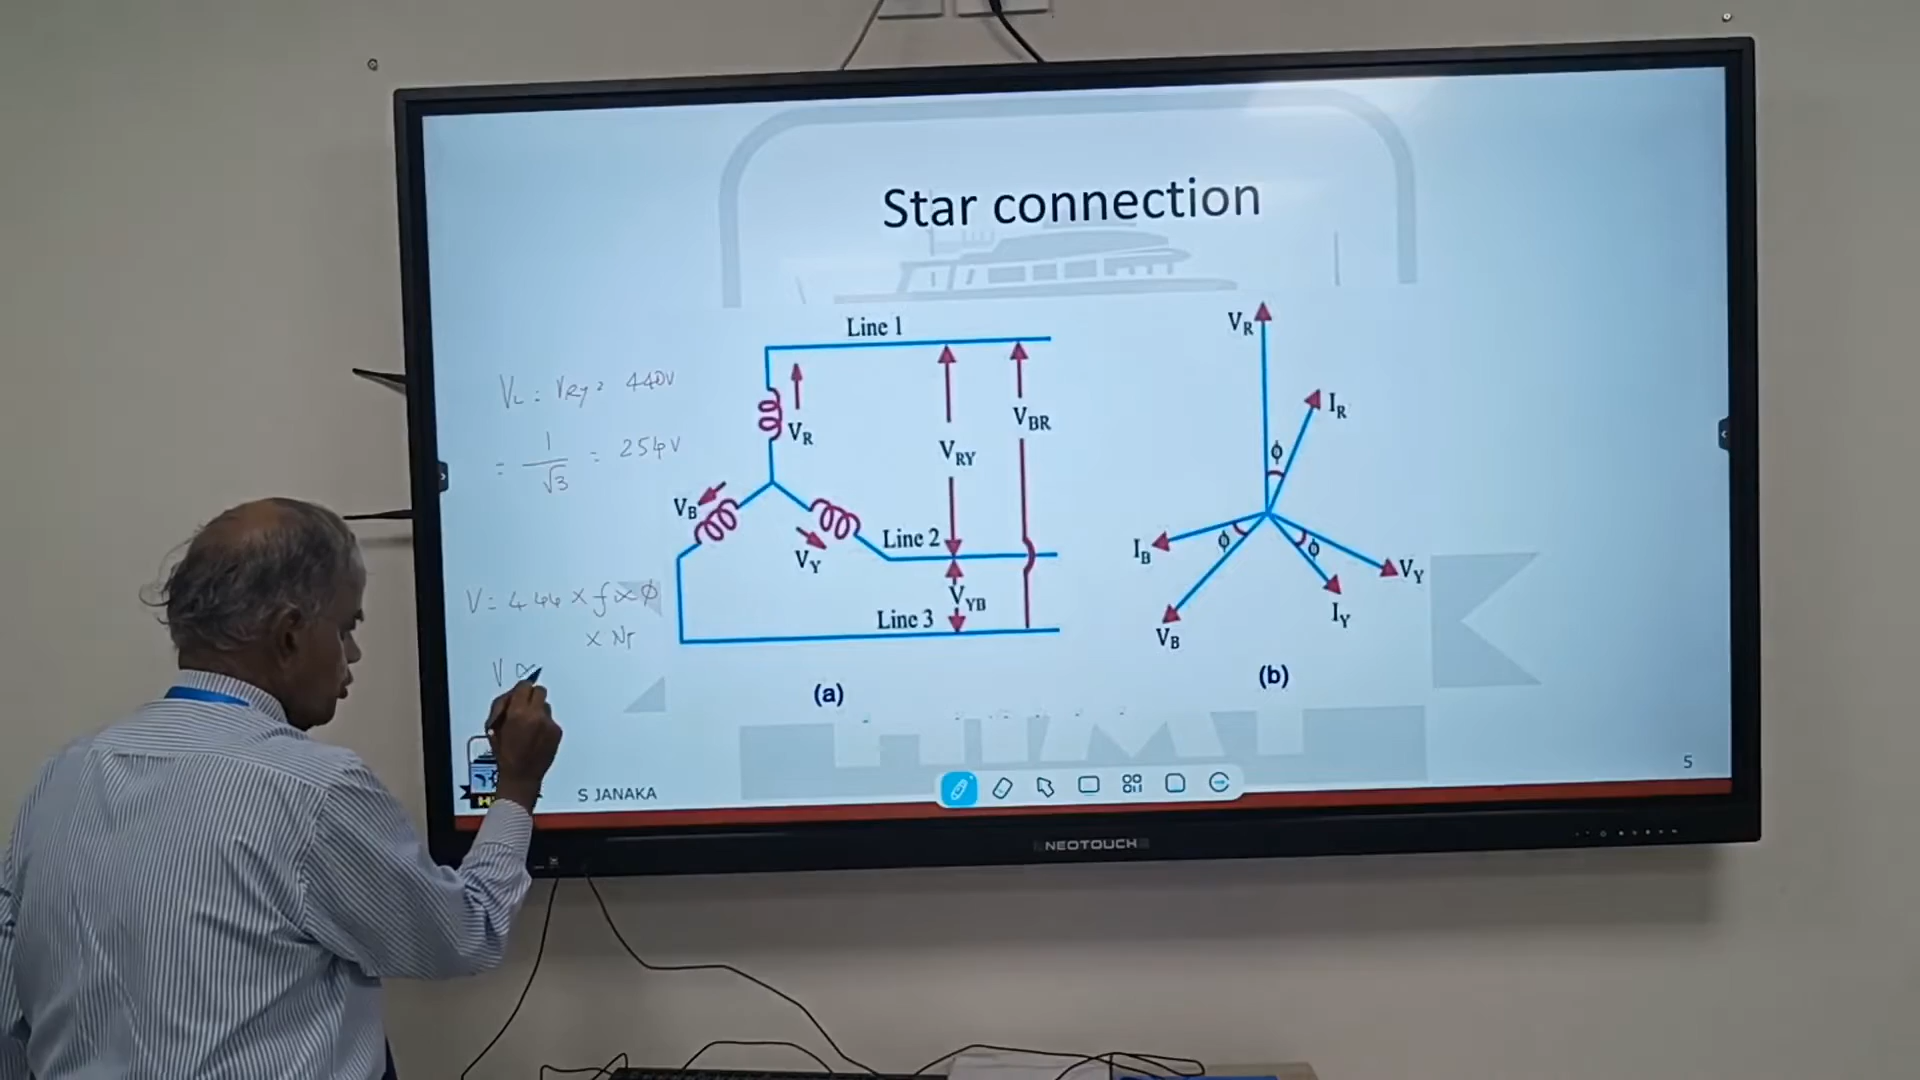 Star connection
Line 1
V_R
V_BR
V_RY
V_B
V_Y
Line 2
V_YB
Line 3
(a)
V_R
I_R
ϕ
I_B
ϕ
ϕ
V_Y
I_Y
V_B
(b)
V_L = V_RY = 440V
= 1/√3 = 254V
V = 4.44 × f × ϕ
× N_P
V ∝
S JANAKA
5
NEOTOUCH